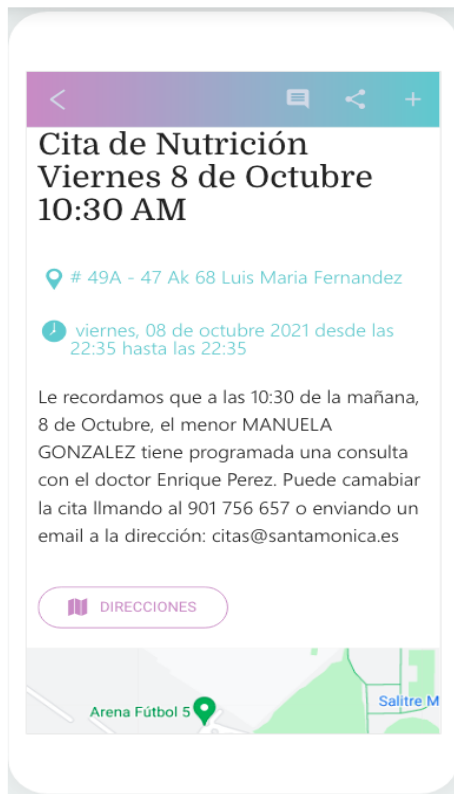 Cita de Nutrición
Viernes 8 de Octubre
10:30 AM
# 49A - 47 Ak 68 Luis Maria Fernandez
viernes, 08 de octubre 2021 desde las
22:35 hasta las 22:35
Le recordamos que a las 10:30 de la mañana,
8 de Octubre, el menor MANUELA
GONZALEZ tiene programada una consulta
con el doctor Enrique Perez. Puede camabiar
la cita llmando al 901 756 657 o enviando un
email a la dirección: citas@santamonica.es
DIRECCIONES
Arena Fútbol 5
Salitre M